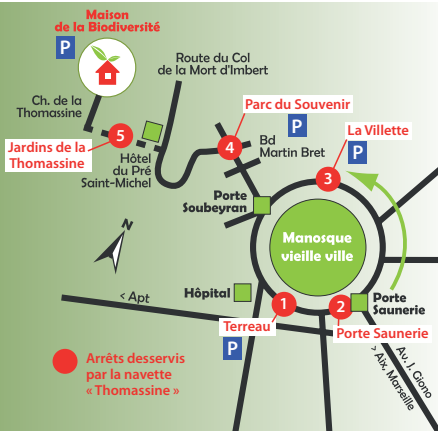 Maison
de la Biodiversité
P
Route du Col
de la Mort d'Imbert
Ch. de la
Thomassine
Parc du Souvenir
P
La Villette
P
5
4
Bd
Martin Bret
Jardins de la
Thomassine
Hôtel
du Pré
Saint-Michel
3
Porte
Soubeyran
N
Manosque
vieille ville
Hôpital
< Apt
1
2
Porte
Saunerie
Terreau
P
Porte Saunerie
Av. J. Giono
> Aix, Marseille
Arrêts desservis
par la navette
« Thomassine »